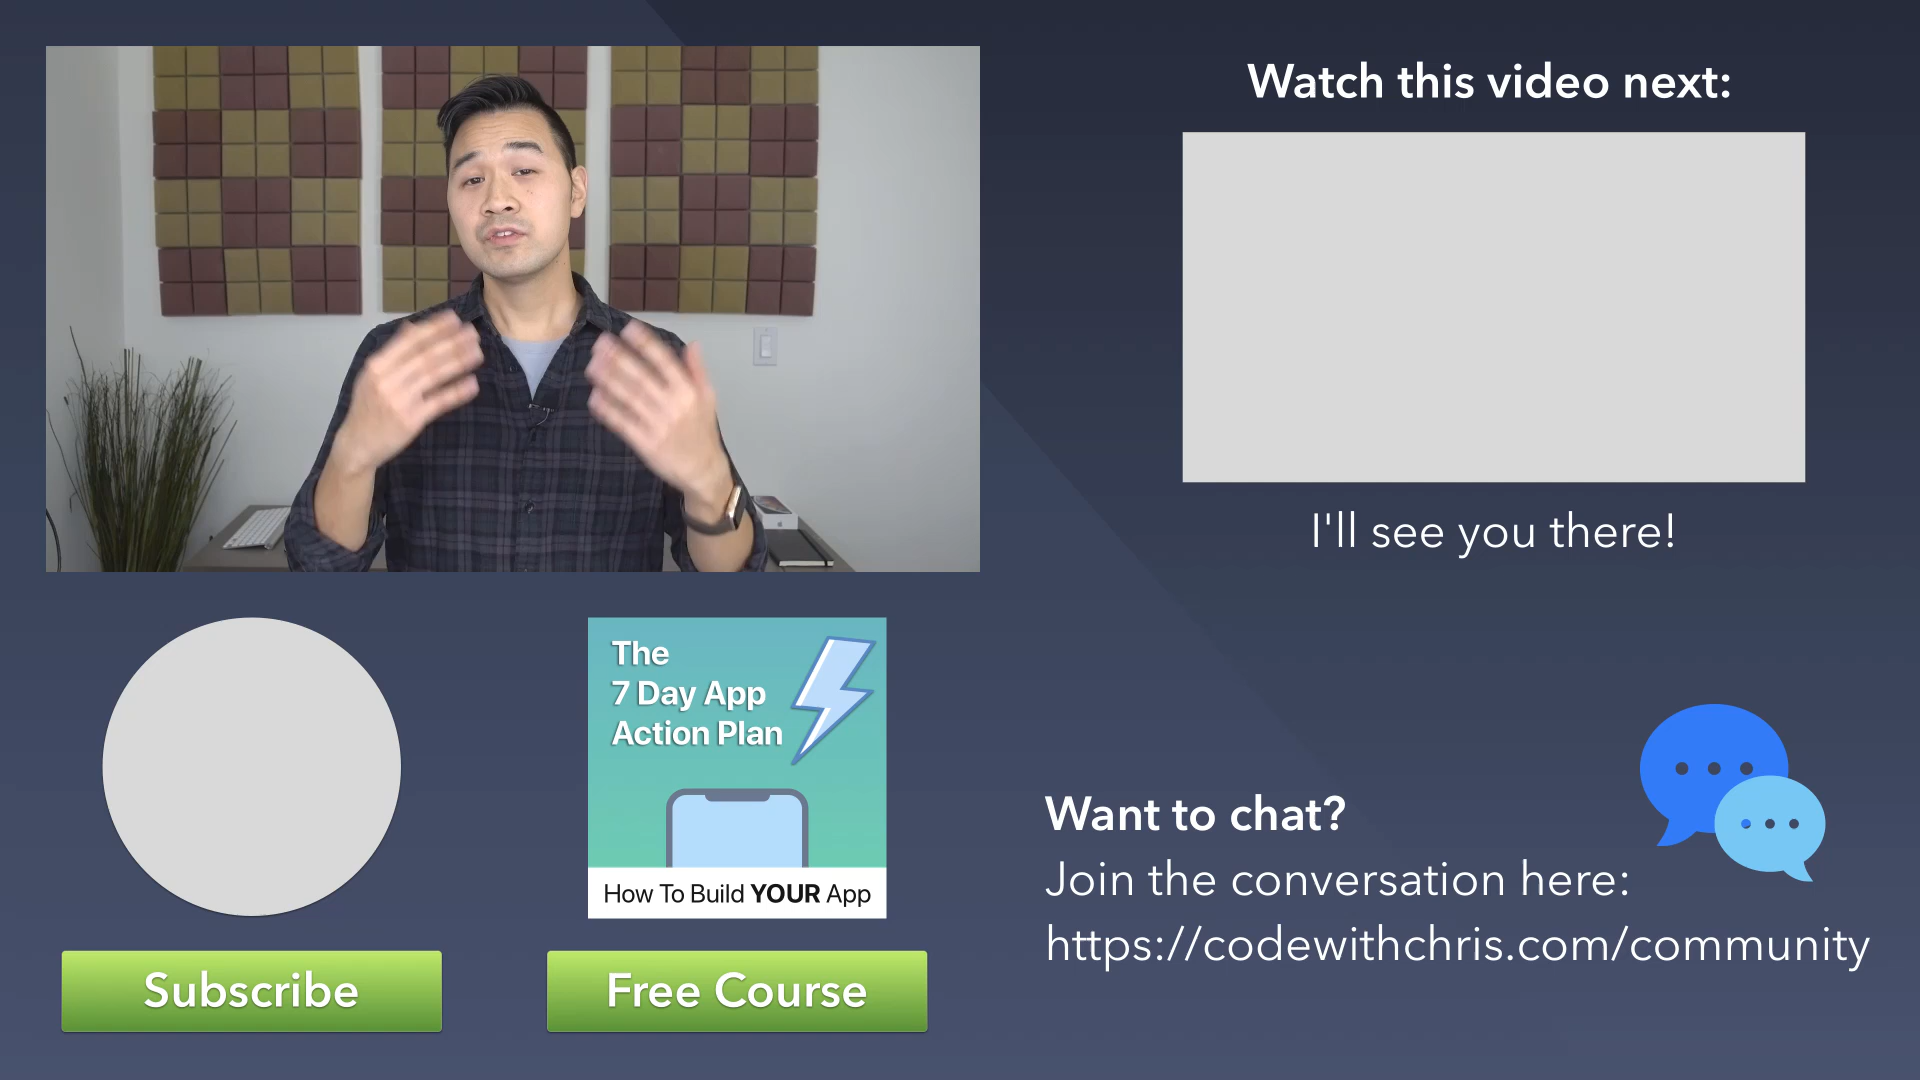 Watch this video next:
I'll see you there!
The
7 Day App
Action Plan
How To Build YOUR App
Subscribe
Free Course
Want to chat?
Join the conversation here:
https://codewithchris.com/community